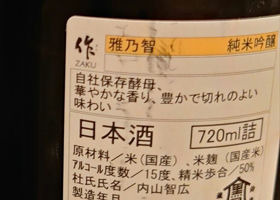 作
ZAKU
雅乃智 純米吟醸
自社保存酵母、
華やかな香り、豊かで切れのよい
味わい
日本酒 720ml詰
原材料／米（国産）、米麹（国産米）
アルコール度数／15度、精米歩合／50%
杜氏氏名／内山智広
製造年月
蔵